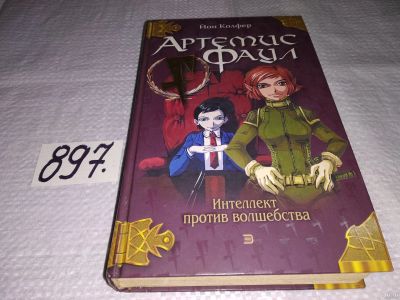 Йон Колфер
АРТЕМИС
ФАУЛ
897.
Интеллект
против волшебства
Э